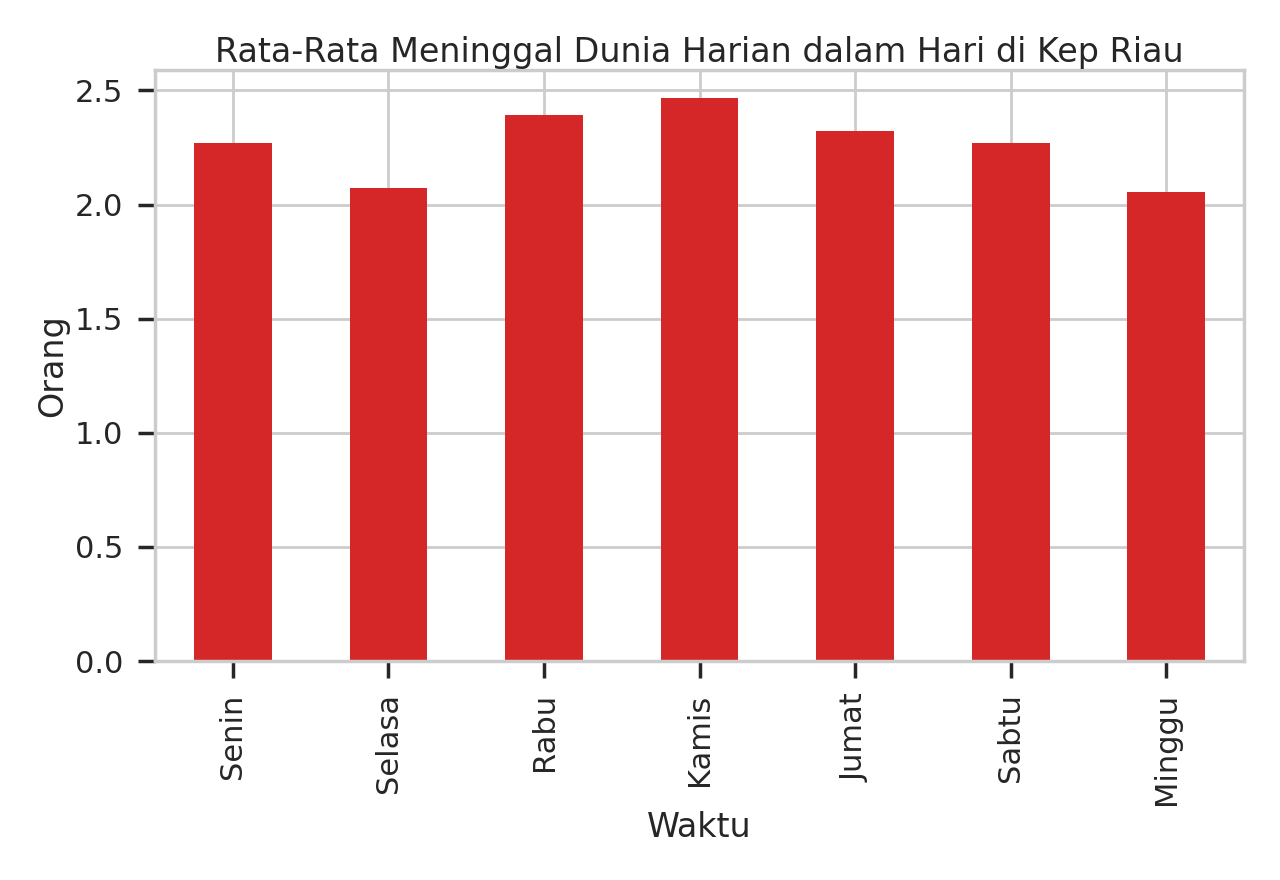 Rata-Rata Meninggal Dunia Harian dalam Hari di Kep Riau
2.5
2.0
1.5
1.0
0.5
0.0
Orang
Senin
Selasa
Rabu
Kamis
Jumat
Sabtu
Minggu
Waktu